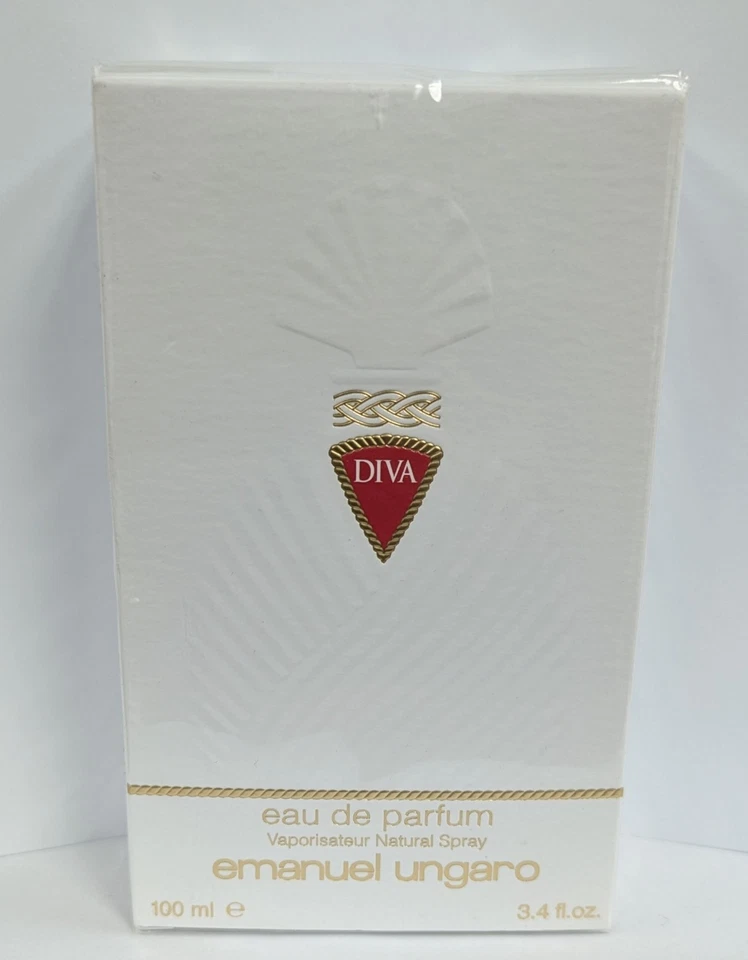 DIVA
eau de parfum
Vaporisateur Natural Spray
emanuel ungaro
100 ml ℮ 3.4 fl.oz.